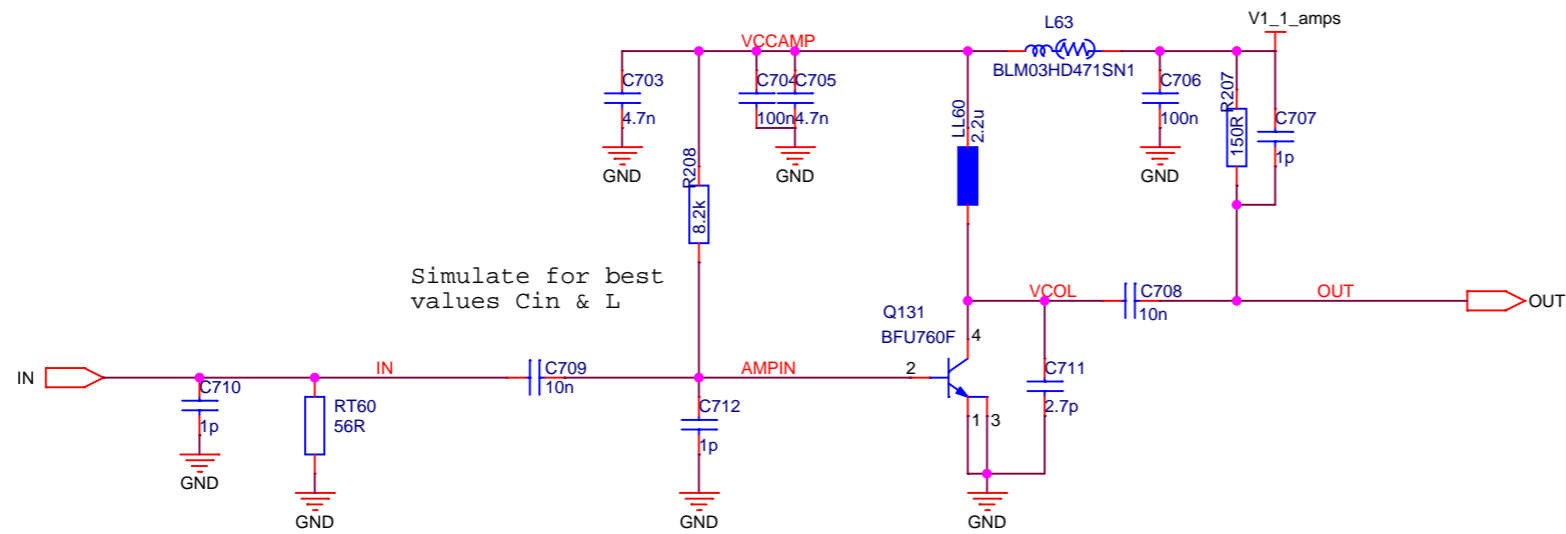 V1_1_amps
L63
BLM03HD471SN1
VCCAMP
C703
4.7n
GND
C704
100n
C705
4.7n
GND
LL60
2.2u
C706
100n
GND
R207
150R
C707
1p
R208
8.2k
Simulate for best
values Cin & L
VCOL
C708
10n
OUT
OUT
Q131
BFU760F
4
2
1
3
C711
2.7p
GND
IN
IN
C709
10n
AMPIN
C710
1p
GND
RT60
56R
GND
C712
1p
GND